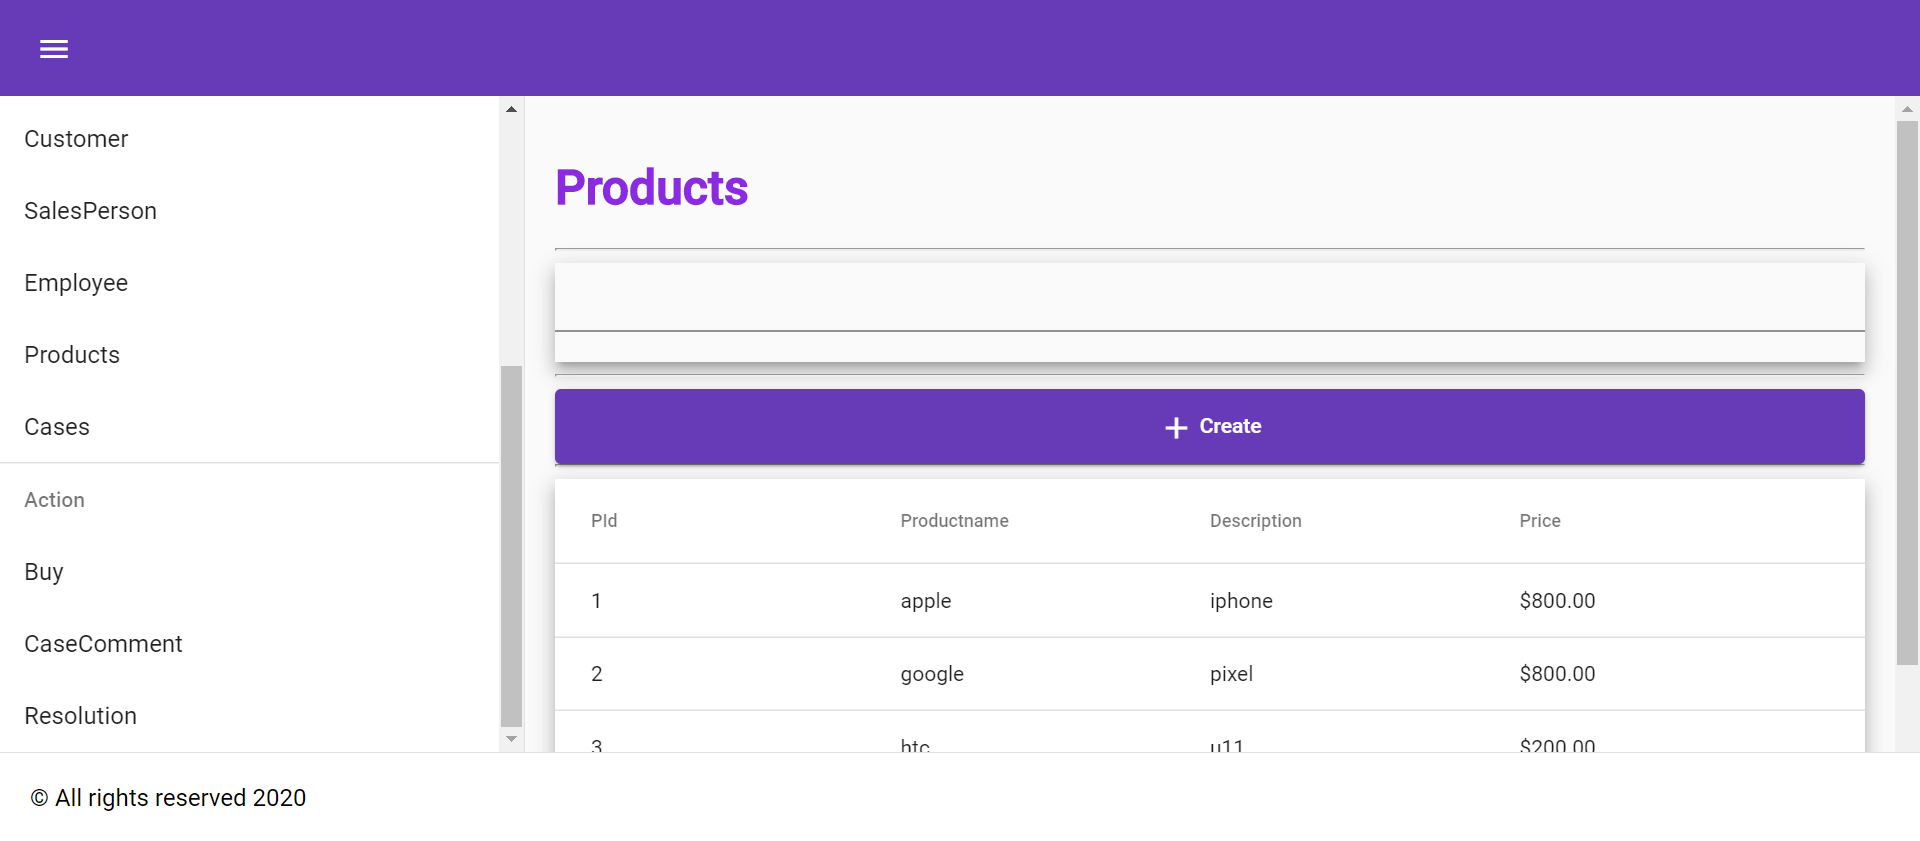 Customer
SalesPerson
Employee
Products
Cases
Action
Buy
CaseComment
Resolution
Products
Create
PId Productname Description Price
1 apple iphone $800.00
2 google pixel $800.00
3 htc u11 $200.00
© All rights reserved 2020